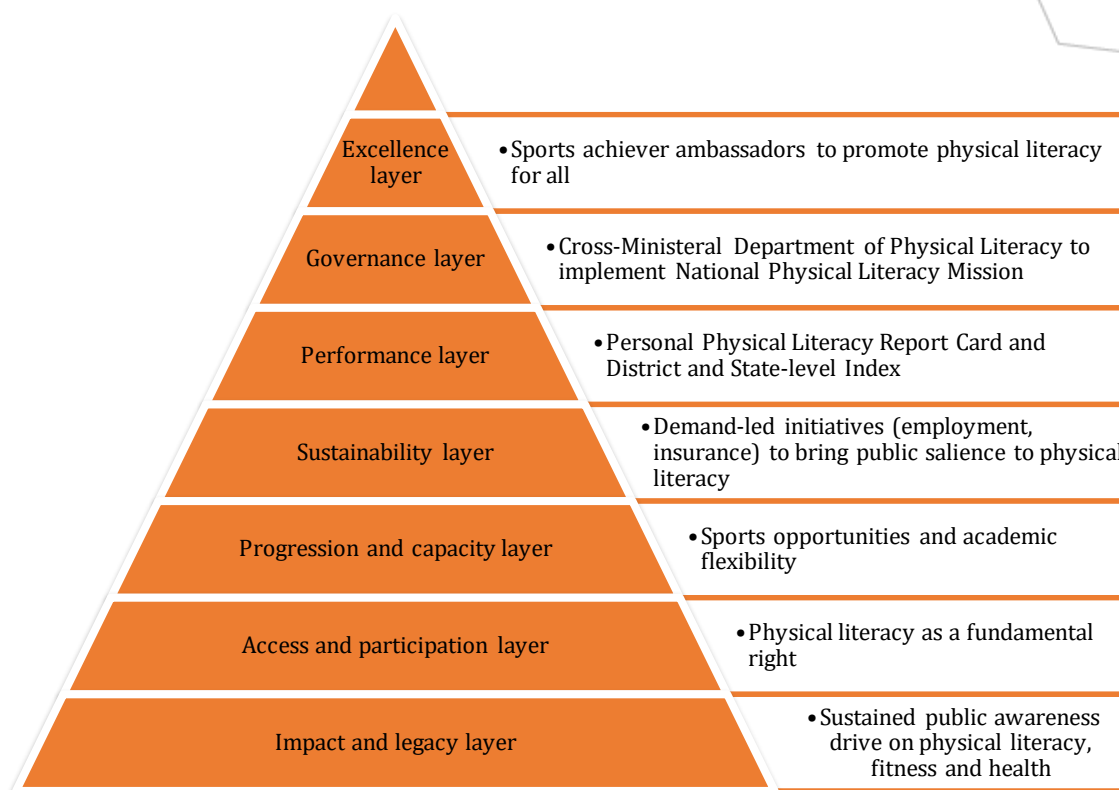 Excellence
layer
•Sports achiever ambassadors to promote physical literacy
for all
Governance layer
•Cross-Ministeral Department of Physical Literacy to
implement National Physical Literacy Mission
Performance layer
•Personal Physical Literacy Report Card and
District and State-level Index
Sustainability layer
•Demand-led initiatives (employment,
insurance) to bring public salience to physical
literacy
Progression and capacity layer
•Sports opportunities and academic
flexibility
Access and participation layer
•Physical literacy as a fundamental
right
Impact and legacy layer
•Sustained public awareness
drive on physical literacy,
fitness and health